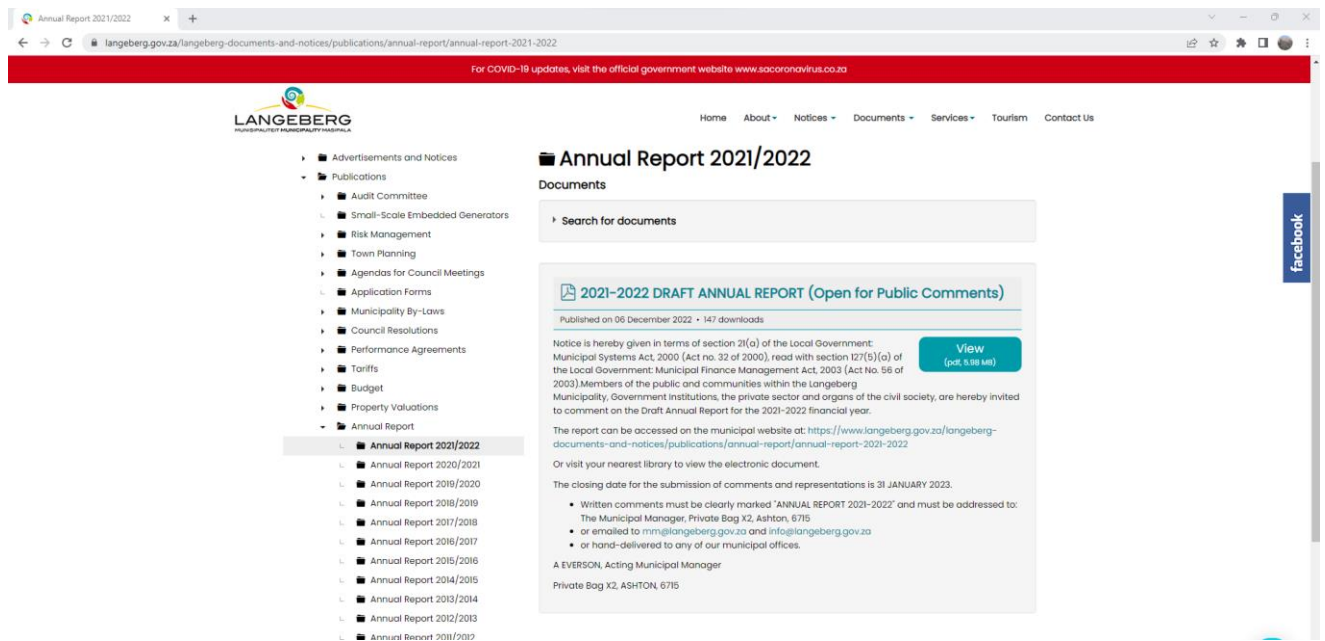 Annual Report 2021/2022
langeberg.gov.za/langeberg-documents-and-notices/publications/annual-report/annual-report-2021-2022
For COVID-19 updates, visit the official government website www.sacoronavirus.co.za
LANGEBERG
MUNISIPALITEIT MUNICIPALITY MASIPALA
Home About Notices Documents Services Tourism Contact Us
Advertisements and Notices
Publications
Audit Committee
Small-Scale Embedded Generators
Risk Management
Town Planning
Agendas for Council Meetings
Application Forms
Municipality By-Laws
Council Resolutions
Performance Agreements
Tariffs
Budget
Property Valuations
Annual Report
Annual Report 2021/2022
Annual Report 2020/2021
Annual Report 2019/2020
Annual Report 2018/2019
Annual Report 2017/2018
Annual Report 2016/2017
Annual Report 2015/2016
Annual Report 2014/2015
Annual Report 2013/2014
Annual Report 2012/2013
Annual Report 2011/2012
Annual Report 2021/2022
Documents
Search for documents
2021-2022 DRAFT ANNUAL REPORT (Open for Public Comments)
Published on 06 December 2022 • 147 downloads
View
(pdf, 5.98 MB)
Notice is hereby given in terms of section 21(a) of the Local Government:
Municipal Systems Act, 2000 (Act no. 32 of 2000), read with section 127(5)(a) of
the Local Government: Municipal Finance Management Act, 2003 (Act No. 56 of
2003).Members of the public and communities within the Langeberg
Municipality, Government Institutions, the private sector and organs of the civil society, are hereby invited
to comment on the Draft Annual Report for the 2021-2022 financial year.
The report can be accessed on the municipal website at: https://www.langeberg.gov.za/langeberg-
documents-and-notices/publications/annual-report/annual-report-2021-2022
Or visit your nearest library to view the electronic document.
The closing date for the submission of comments and representations is 31 JANUARY 2023.
• Written comments must be clearly marked "ANNUAL REPORT 2021-2022" and must be addressed to:
The Municipal Manager, Private Bag X2, Ashton, 6715
• or emailed to mm@langeberg.gov.za and info@langeberg.gov.za
• or hand-delivered to any of our municipal offices.
A EVERSON, Acting Municipal Manager
Private Bag X2, ASHTON, 6715
facebook